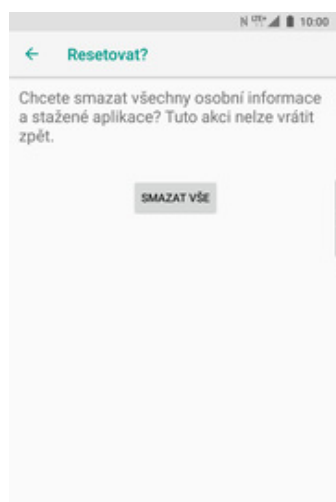 10:00
Resetovat?
Chcete smazat všechny osobní informace
a stažené aplikace? Tuto akci nelze vrátit
zpět.
SMAZAT VŠE